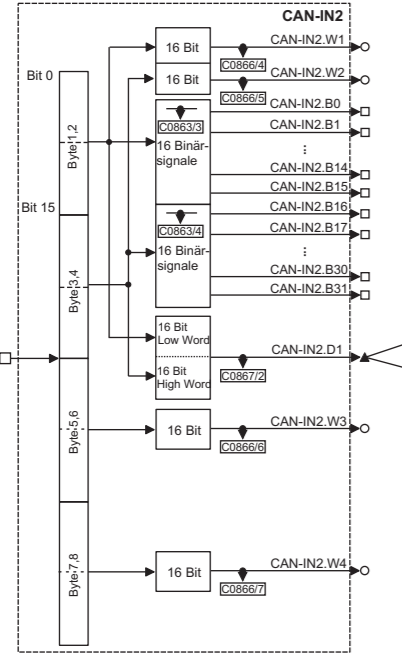 CAN-IN2
16 Bit
CAN-IN2.W1
C0866/4
Bit 0
16 Bit
CAN-IN2.W2
C0866/5
CAN-IN2.B0
C0863/3
CAN-IN2.B1
Byte 1,2
16 Binär-
signale
...
CAN-IN2.B14
CAN-IN2.B15
Bit 15
CAN-IN2.B16
C0863/4
CAN-IN2.B17
16 Binär-
signale
...
Byte 3,4
CAN-IN2.B30
CAN-IN2.B31
16 Bit
Low Word
CAN-IN2.D1
16 Bit
High Word
C0867/2
Byte 5,6
16 Bit
CAN-IN2.W3
C0866/6
Byte 7,8
16 Bit
CAN-IN2.W4
C0866/7